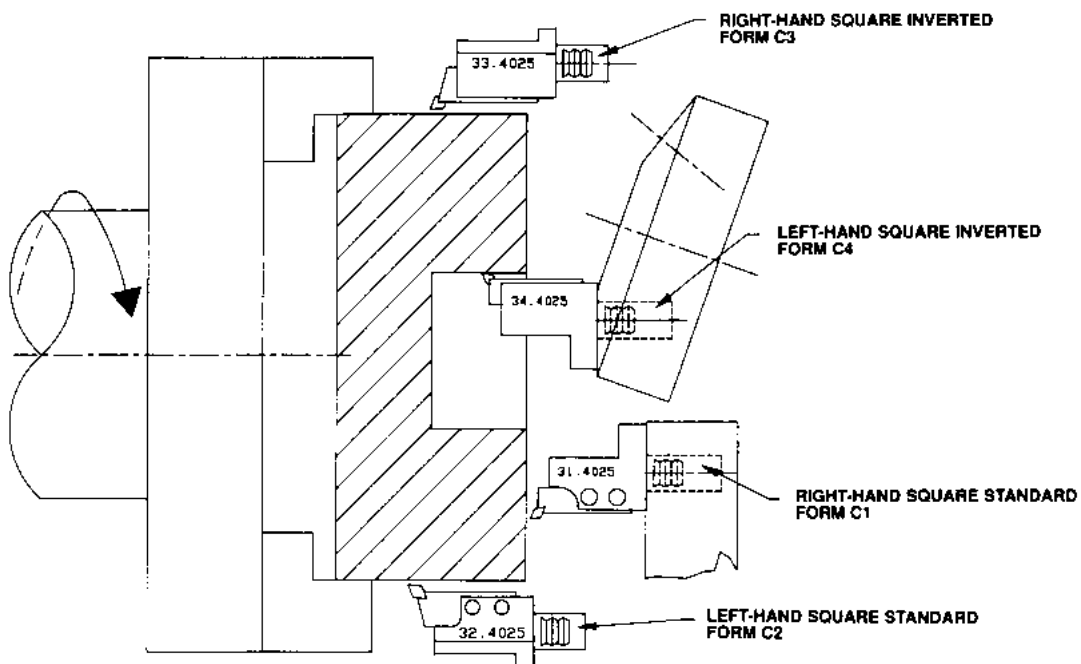 RIGHT-HAND SQUARE INVERTED
FORM C3
33.4025
LEFT-HAND SQUARE INVERTED
FORM C4
34.4025
31.4025
RIGHT-HAND SQUARE STANDARD
FORM C1
LEFT-HAND SQUARE STANDARD
FORM C2
32.4025